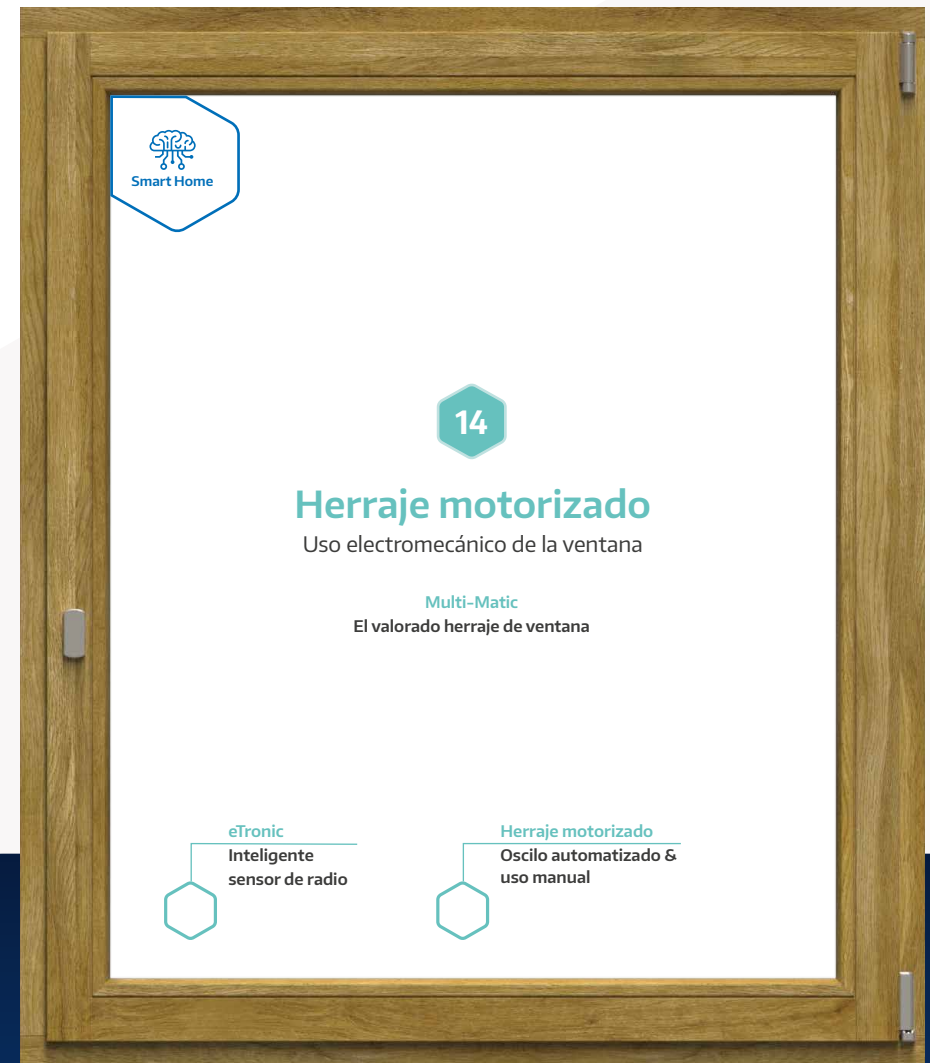 Smart Home
14
Herraje motorizado
Uso electromecánico de la ventana
Multi-Matic
El valorado herraje de ventana
eTronic
Inteligente
sensor de radio
Herraje motorizado
Oscilo automatizado &
uso manual